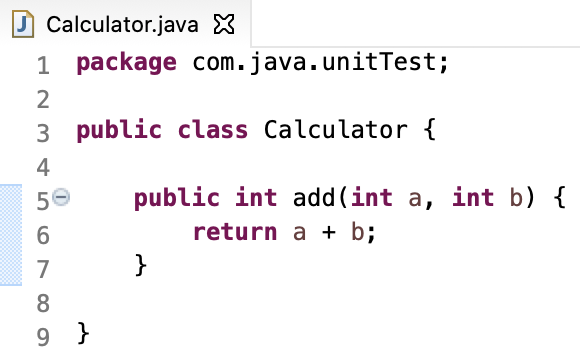 Calculator.java
1 package com.java.unitTest;
2
3 public class Calculator {
4
5 public int add(int a, int b) {
6 return a + b;
7 }
8
9 }